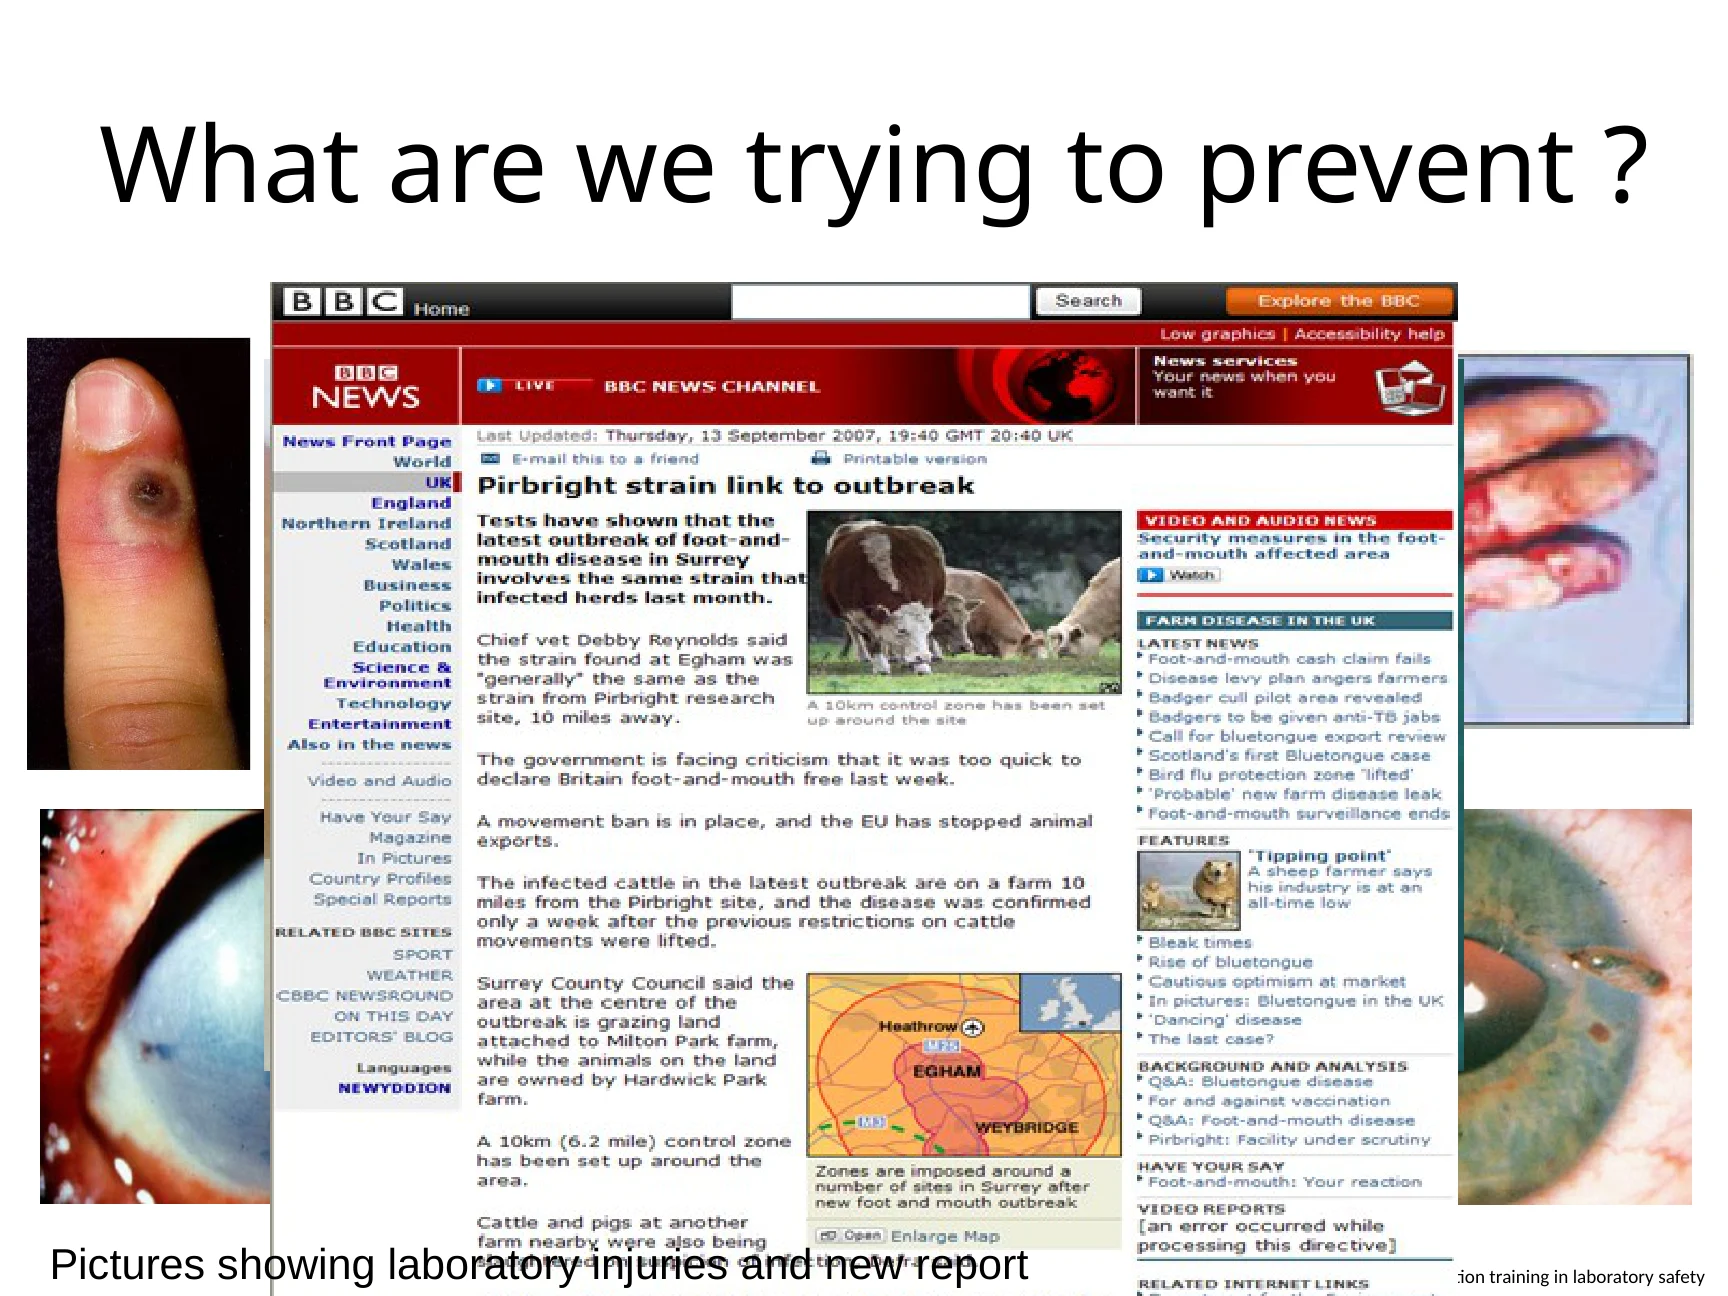 What are we trying to prevent ?
BBC Home
Search
Explore the BBC
Low graphics | Accessibility help
BBC
NEWS
LIVE BBC NEWS CHANNEL
News services
Your news when you
want it
News Front Page
World
UK
England
Northern Ireland
Scotland
Wales
Business
Politics
Health
Education
Science &
Environment
Technology
Entertainment
Also in the news
Video and Audio
Have Your Say
Magazine
In Pictures
Country Profiles
Special Reports
RELATED BBC SITES
SPORT
WEATHER
CBBC NEWSROUND
ON THIS DAY
EDITORS' BLOG
Languages
NEWYDDION
Last Updated: Thursday, 13 September 2007, 19:40 GMT 20:40 UK
E-mail this to a friend
Printable version
Pirbright strain link to outbreak
Tests have shown that the
latest outbreak of foot-and-
mouth disease in Surrey
involves the same strain that
infected herds last month.
Chief vet Debby Reynolds said
the strain found at Egham was
"generally" the same as the
strain from Pirbright research
site, 10 miles away.
A 10km control zone has been set
up around the site
The government is facing criticism that it was too quick to
declare Britain foot-and-mouth free last week.
A movement ban is in place, and the EU has stopped animal
exports.
The infected cattle in the latest outbreak are on a farm 10
miles from the Pirbright site, and the disease was confirmed
only a week after the previous restrictions on cattle
movements were lifted.
Surrey County Council said the
area at the centre of the
outbreak is grazing land
attached to Milton Park farm,
while the animals on the land
are owned by Hardwick Park
farm.
A 10km (6.2 mile) control zone
has been set up around the
area.
Cattle and pigs at another
farm nearby were also being
slaughtered on suspicion of infection, Defra said.
Heathrow
M25
EGHAM
M3
WEYBRIDGE
Zones are imposed around a
number of sites in Surrey after
new foot and mouth outbreak
Open Enlarge Map
VIDEO AND AUDIO NEWS
Security measures in the foot-
and-mouth affected area
Watch
FARM DISEASE IN THE UK
LATEST NEWS
Foot-and-mouth cash claim fails
Disease levy plan angers farmers
Badger cull pilot area revealed
Badgers to be given anti-TB jabs
Call for bluetongue export review
Scotland's first Bluetongue case
Bird flu protection zone 'lifted'
'Probable' new farm disease leak
Foot-and-mouth surveillance ends
FEATURES
'Tipping point'
A sheep farmer says
his industry is at an
all-time low
Bleak times
Rise of bluetongue
Cautious optimism at market
In pictures: Bluetongue in the UK
'Dancing' disease
The last case?
BACKGROUND AND ANALYSIS
Q&A: Bluetongue disease
For and against vaccination
Q&A: Foot-and-mouth disease
Pirbright: Facility under scrutiny
HAVE YOUR SAY
Foot-and-mouth: Your reaction
VIDEO REPORTS
[an error occurred while
processing this directive]
RELATED INTERNET LINKS
Pictures showing laboratory injuries and new report
tion training in laboratory safety